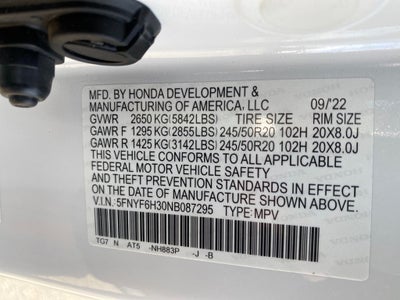 MFD. BY HONDA DEVELOPMENT &
MANUFACTURING OF AMERICA, LLC 09/'22
GVWR 2650 KG(5842LBS) TIRE SIZE RIM SIZE
GAWR F 1295 KG(2855LBS) 245/50R20 102H 20X8.0J
GAWR R 1425 KG(3142LBS) 245/50R20 102H 20X8.0J
THIS VEHICLE CONFORMS TO ALL APPLICABLE
FEDERAL MOTOR VEHICLE SAFETY AND
THEFT PREVENTION STANDARDS IN EFFECT
ON THE DATE OF MANUFACTURE SHOWN ABOVE.
V.I.N.: 5FNYF6H30NB087295 TYPE: MPV
TG7 N AT5 -NH883P -J -B